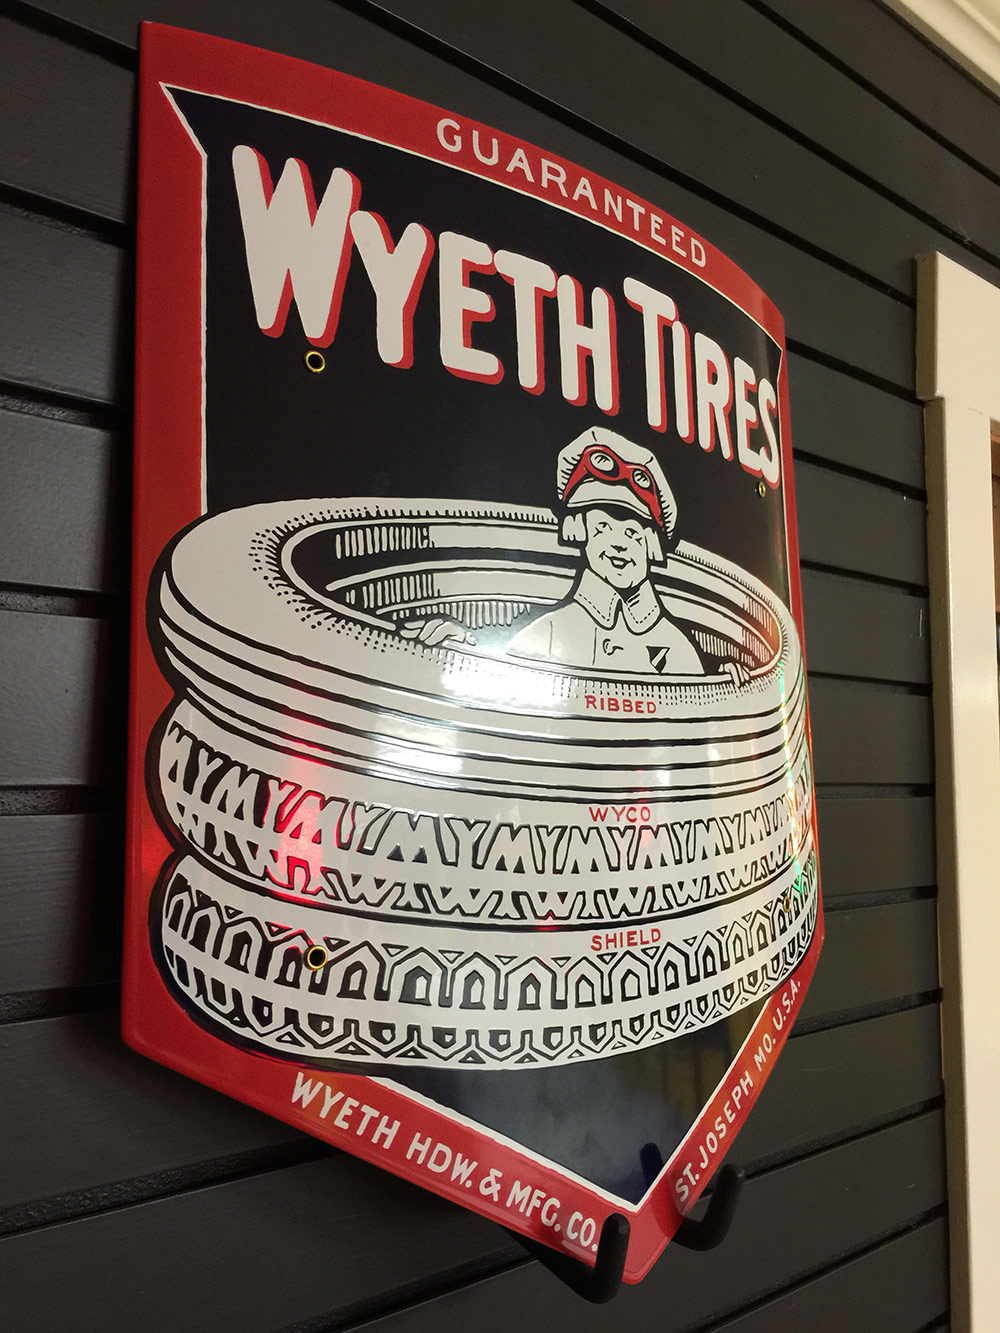 GUARANTEED
WYETH TIRES
RIBBED
WYCO
SHIELD
WYETH HDW. & MFG. CO.
ST. JOSEPH MO. U.S.A.